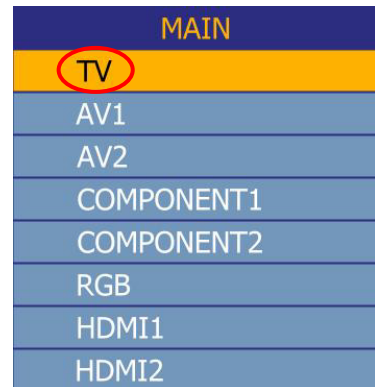 MAIN
TV
AV1
AV2
COMPONENT1
COMPONENT2
RGB
HDMI1
HDMI2